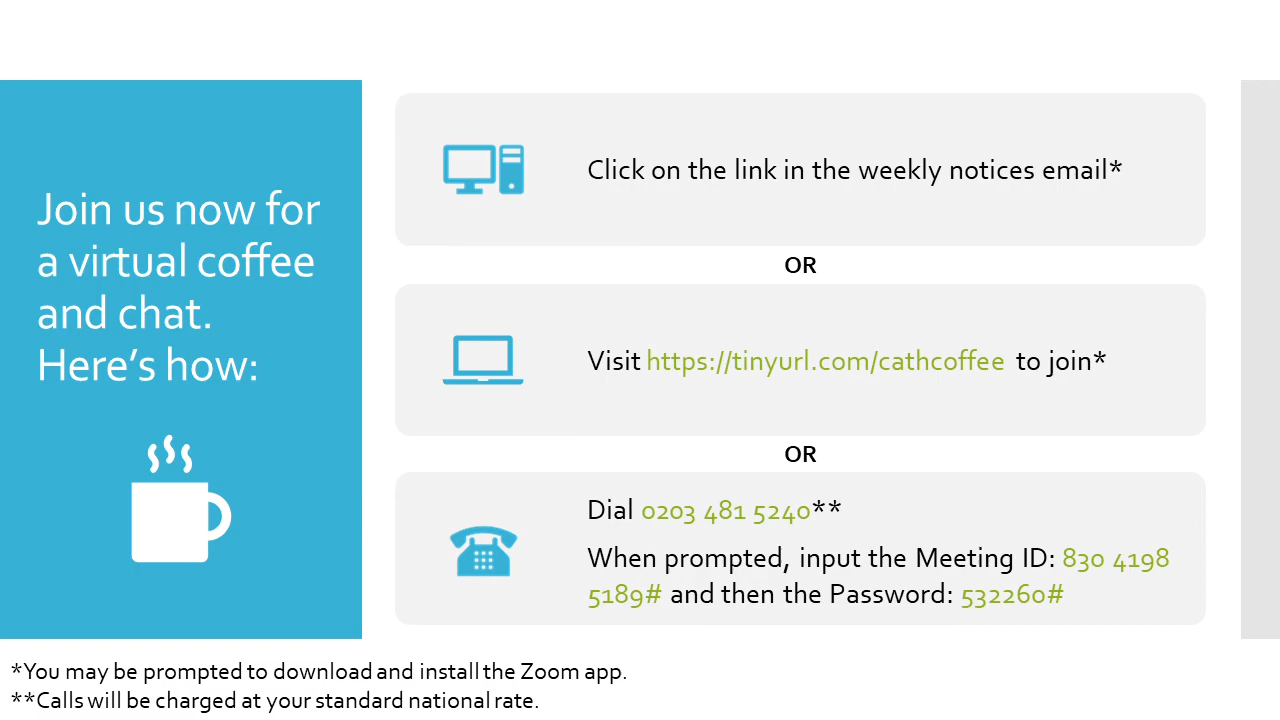 Join us now for
a virtual coffee
and chat.
Here's how:
Click on the link in the weekly notices email*
OR
Visit https://tinyurl.com/cathcoffee to join*
OR
Dial 0203 481 5240**
When prompted, input the Meeting ID: 830 4198
5189# and then the Password: 532260#
*You may be prompted to download and install the Zoom app.
**Calls will be charged at your standard national rate.